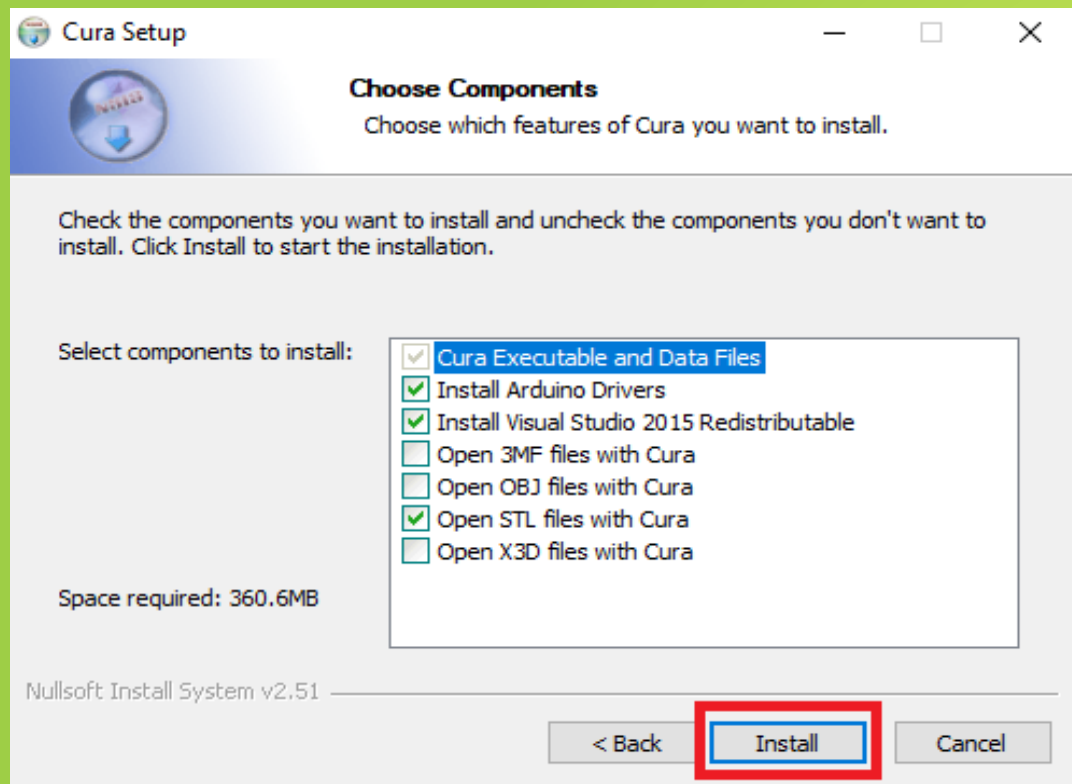 Cura Setup
Choose Components
Choose which features of Cura you want to install.
Check the components you want to install and uncheck the components you don't want to
install. Click Install to start the installation.
Select components to install:
Cura Executable and Data Files
Install Arduino Drivers
Install Visual Studio 2015 Redistributable
Open 3MF files with Cura
Open OBJ files with Cura
Open STL files with Cura
Open X3D files with Cura
Space required: 360.6MB
Nullsoft Install System v2.51
< Back
Install
Cancel